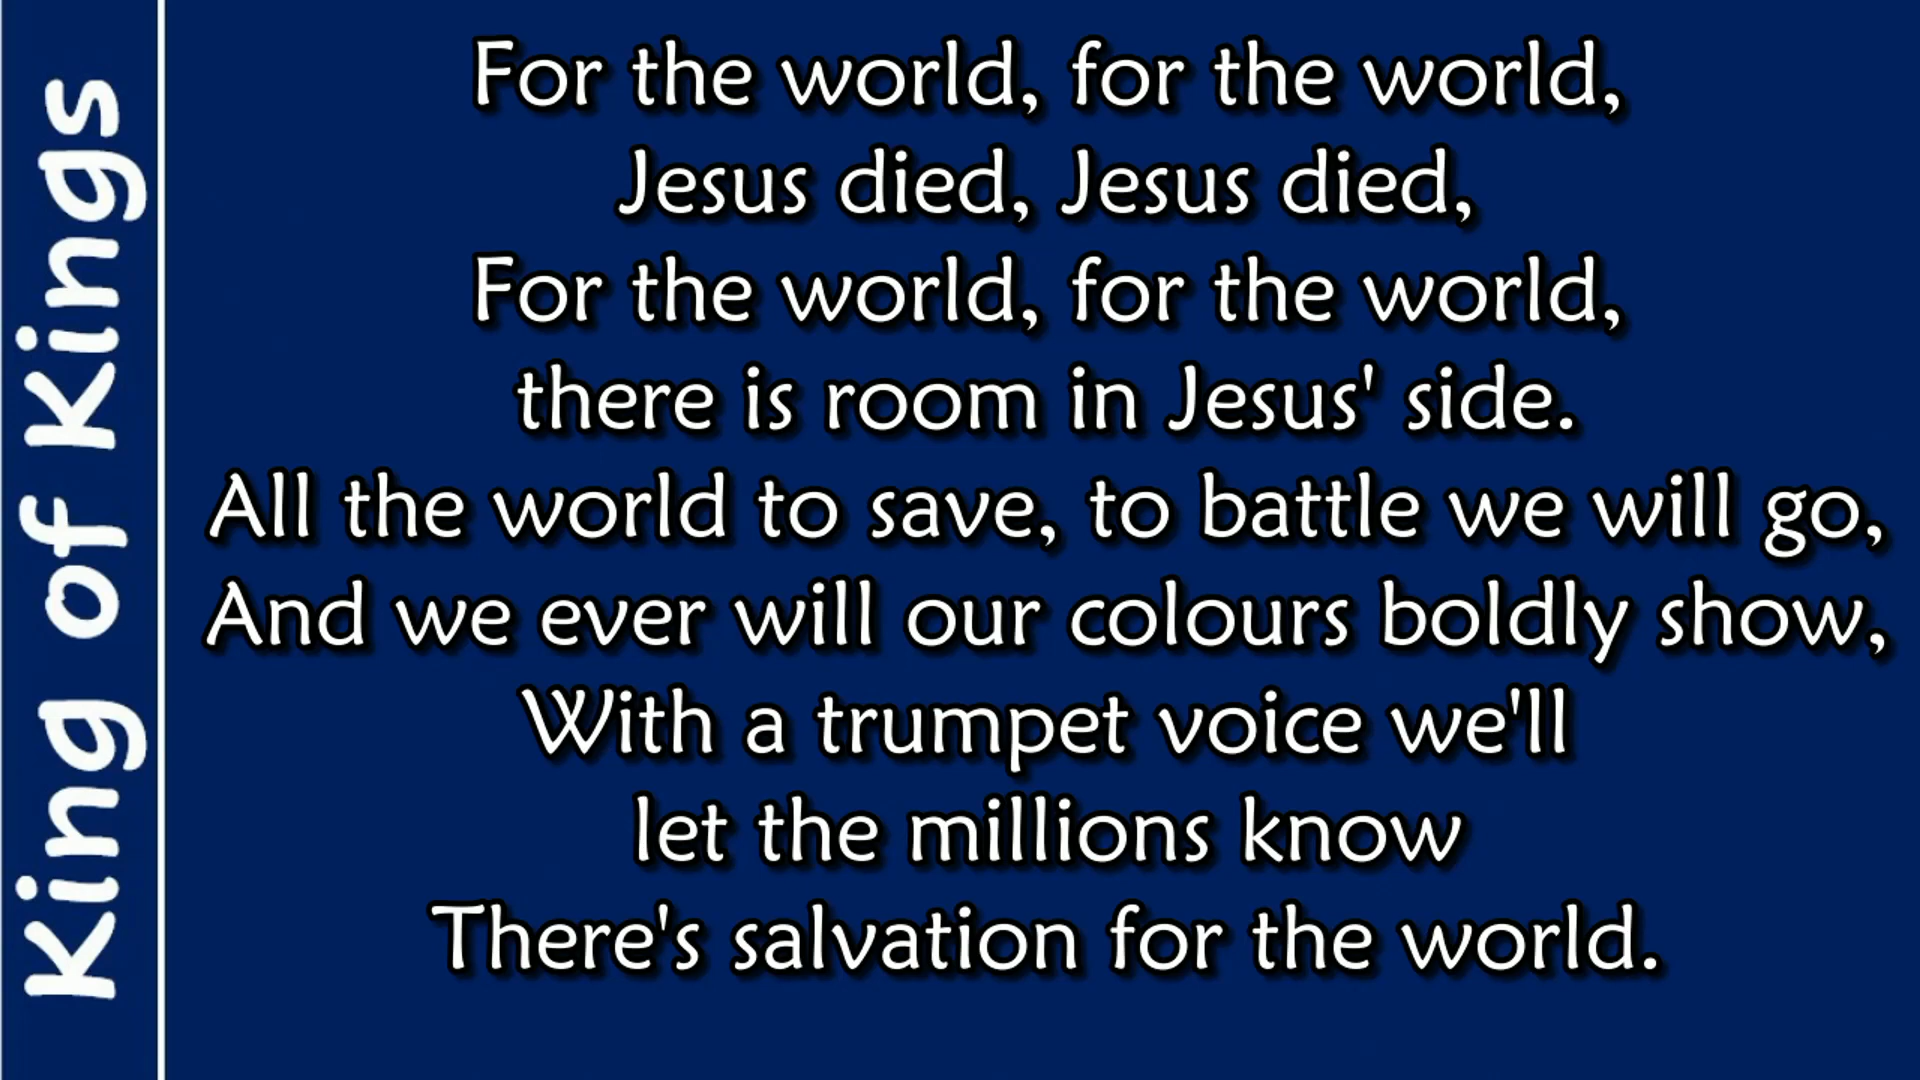 King of Kings
For the world, for the world,
Jesus died, Jesus died,
For the world, for the world,
there is room in Jesus' side.
All the world to save, to battle we will go,
And we ever will our colours boldly show,
With a trumpet voice we'll
let the millions know
There's salvation for the world.